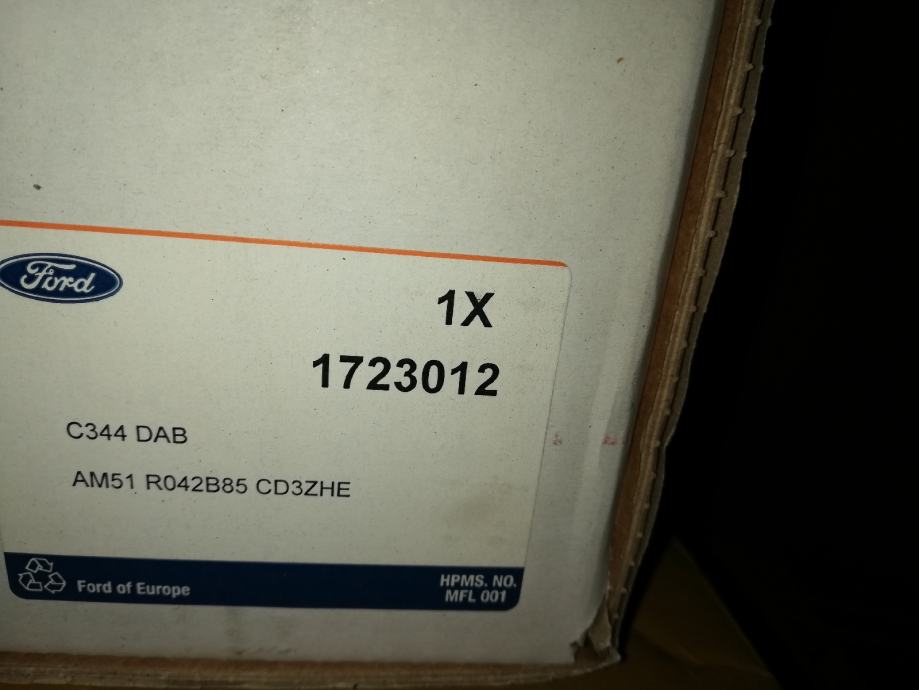 Ford
1X
1723012
C344 DAB
AM51 R042B85 CD3ZHE
Ford of Europe
HPMS. NO.
MFL 001